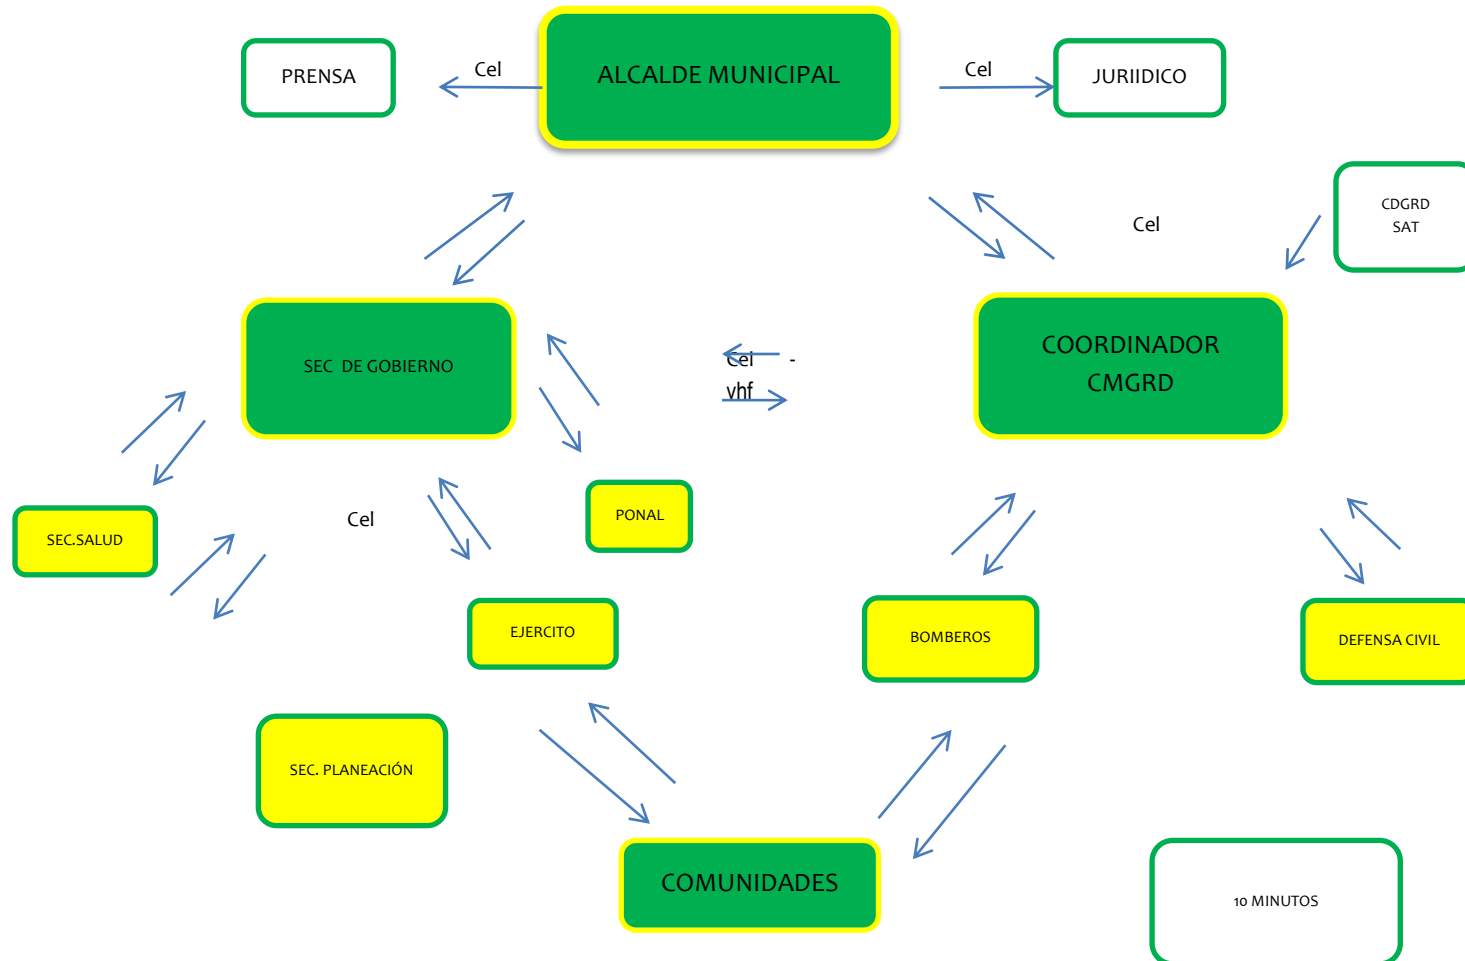 PRENSA
Cel
ALCALDE MUNICIPAL
Cel
JURIIDICO
CDGRD
SAT
Cel
SEC DE GOBIERNO
Cel -
vhf
COORDINADOR
CMGRD
SEC.SALUD
Cel
PONAL
EJERCITO
BOMBEROS
DEFENSA CIVIL
SEC. PLANEACIÓN
COMUNIDADES
10 MINUTOS